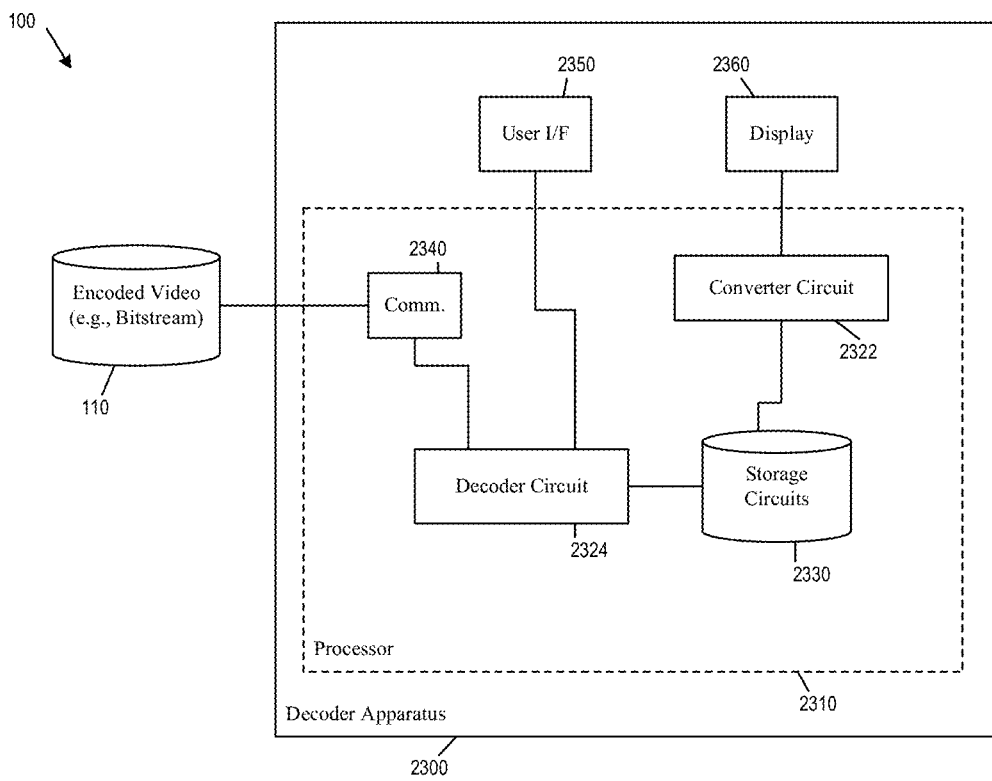 100
2350
2360
User I/F
Display
2340
Encoded Video
(e.g., Bitstream)
Comm.
Converter Circuit
2322
110
Decoder Circuit
Storage
Circuits
2324
2330
Processor
2310
Decoder Apparatus
2300